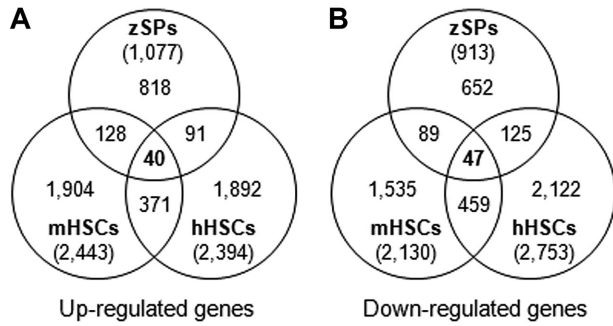 A
zSPs
(1,077)
818
128
91
40
1,904
371
1,892
mHSCs
(2,443)
hHSCs
(2,394)
Up-regulated genes
B
zSPs
(913)
652
89
125
47
1,535
459
2,122
mHSCs
(2,130)
hHSCs
(2,753)
Down-regulated genes